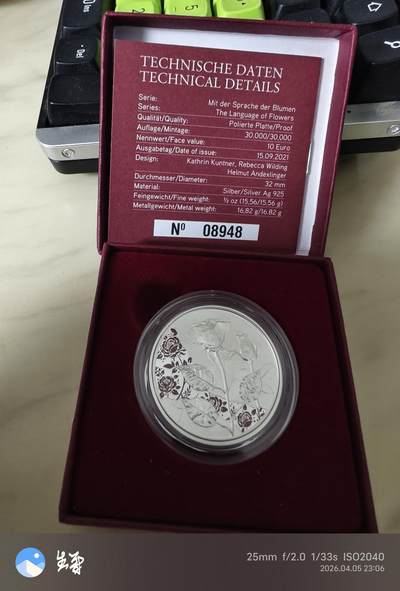 TECHNISCHE DATEN
TECHNICAL DETAILS
Serie: Mit der Sprache der Blumen
Series: The Language of Flowers
Qualität/Quality: Polierte Platte/Proof
Auflage/Mintage: 30.000/30,000
Nennwert/Face value: 10 Euro
Ausgabetag/Date of issue: 15.09.2021
Design: Kathrin Kuntner, Rebecca Wilding
Helmut Andexlinger
Durchmesser/Diameter: 32 mm
Material: Silber/Silver Ag 925
Feingewicht/Fine weight: ½ oz (15,56/15.56 g)
Metallgewicht/Metal weight: 16,82 g/16.82 g
Nº 08948
25mm f/2.0 1/33s ISO2040
2026.04.05 23:06